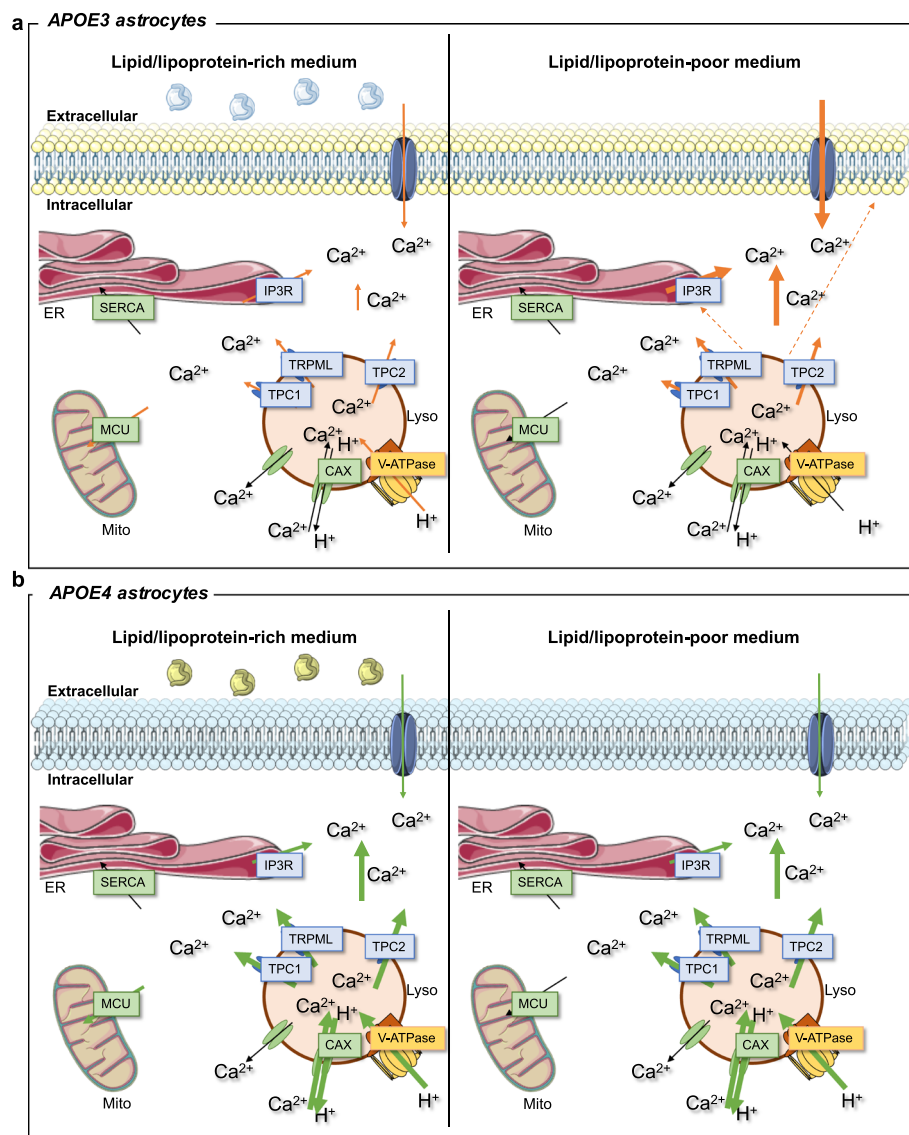 a APOE3 astrocytes
Lipid/lipoprotein-rich medium
Lipid/lipoprotein-poor medium
Extracellular
Intracellular
Ca²⁺
Ca²⁺
Ca²⁺
Ca²⁺
IP3R
IP3R
Ca²⁺
Ca²⁺
ER
SERCA
ER
SERCA
Ca²⁺
TRPML
Ca²⁺
TRPML
Ca²⁺
TPC2
Ca²⁺
TPC2
TPC1
TPC1
Ca²⁺
Lyso
Ca²⁺
Lyso
MCU
Ca²⁺
H⁺
MCU
Ca²⁺
H⁺
CAX
V-ATPase
CAX
V-ATPase
Ca²⁺
Ca²⁺
Mito
Ca²⁺
H⁺
H⁺
Mito
Ca²⁺
H⁺
H⁺
b APOE4 astrocytes
Lipid/lipoprotein-rich medium
Lipid/lipoprotein-poor medium
Extracellular
Intracellular
Ca²⁺
Ca²⁺
Ca²⁺
Ca²⁺
IP3R
IP3R
Ca²⁺
Ca²⁺
ER
SERCA
ER
SERCA
Ca²⁺
TRPML
Ca²⁺
TRPML
Ca²⁺
TPC2
Ca²⁺
TPC2
TPC1
TPC1
Ca²⁺
Lyso
Ca²⁺
Lyso
MCU
Ca²⁺
H⁺
MCU
Ca²⁺
H⁺
CAX
V-ATPase
CAX
V-ATPase
Ca²⁺
Ca²⁺
Mito
Ca²⁺
H⁺
H⁺
Mito
Ca²⁺
H⁺
H⁺